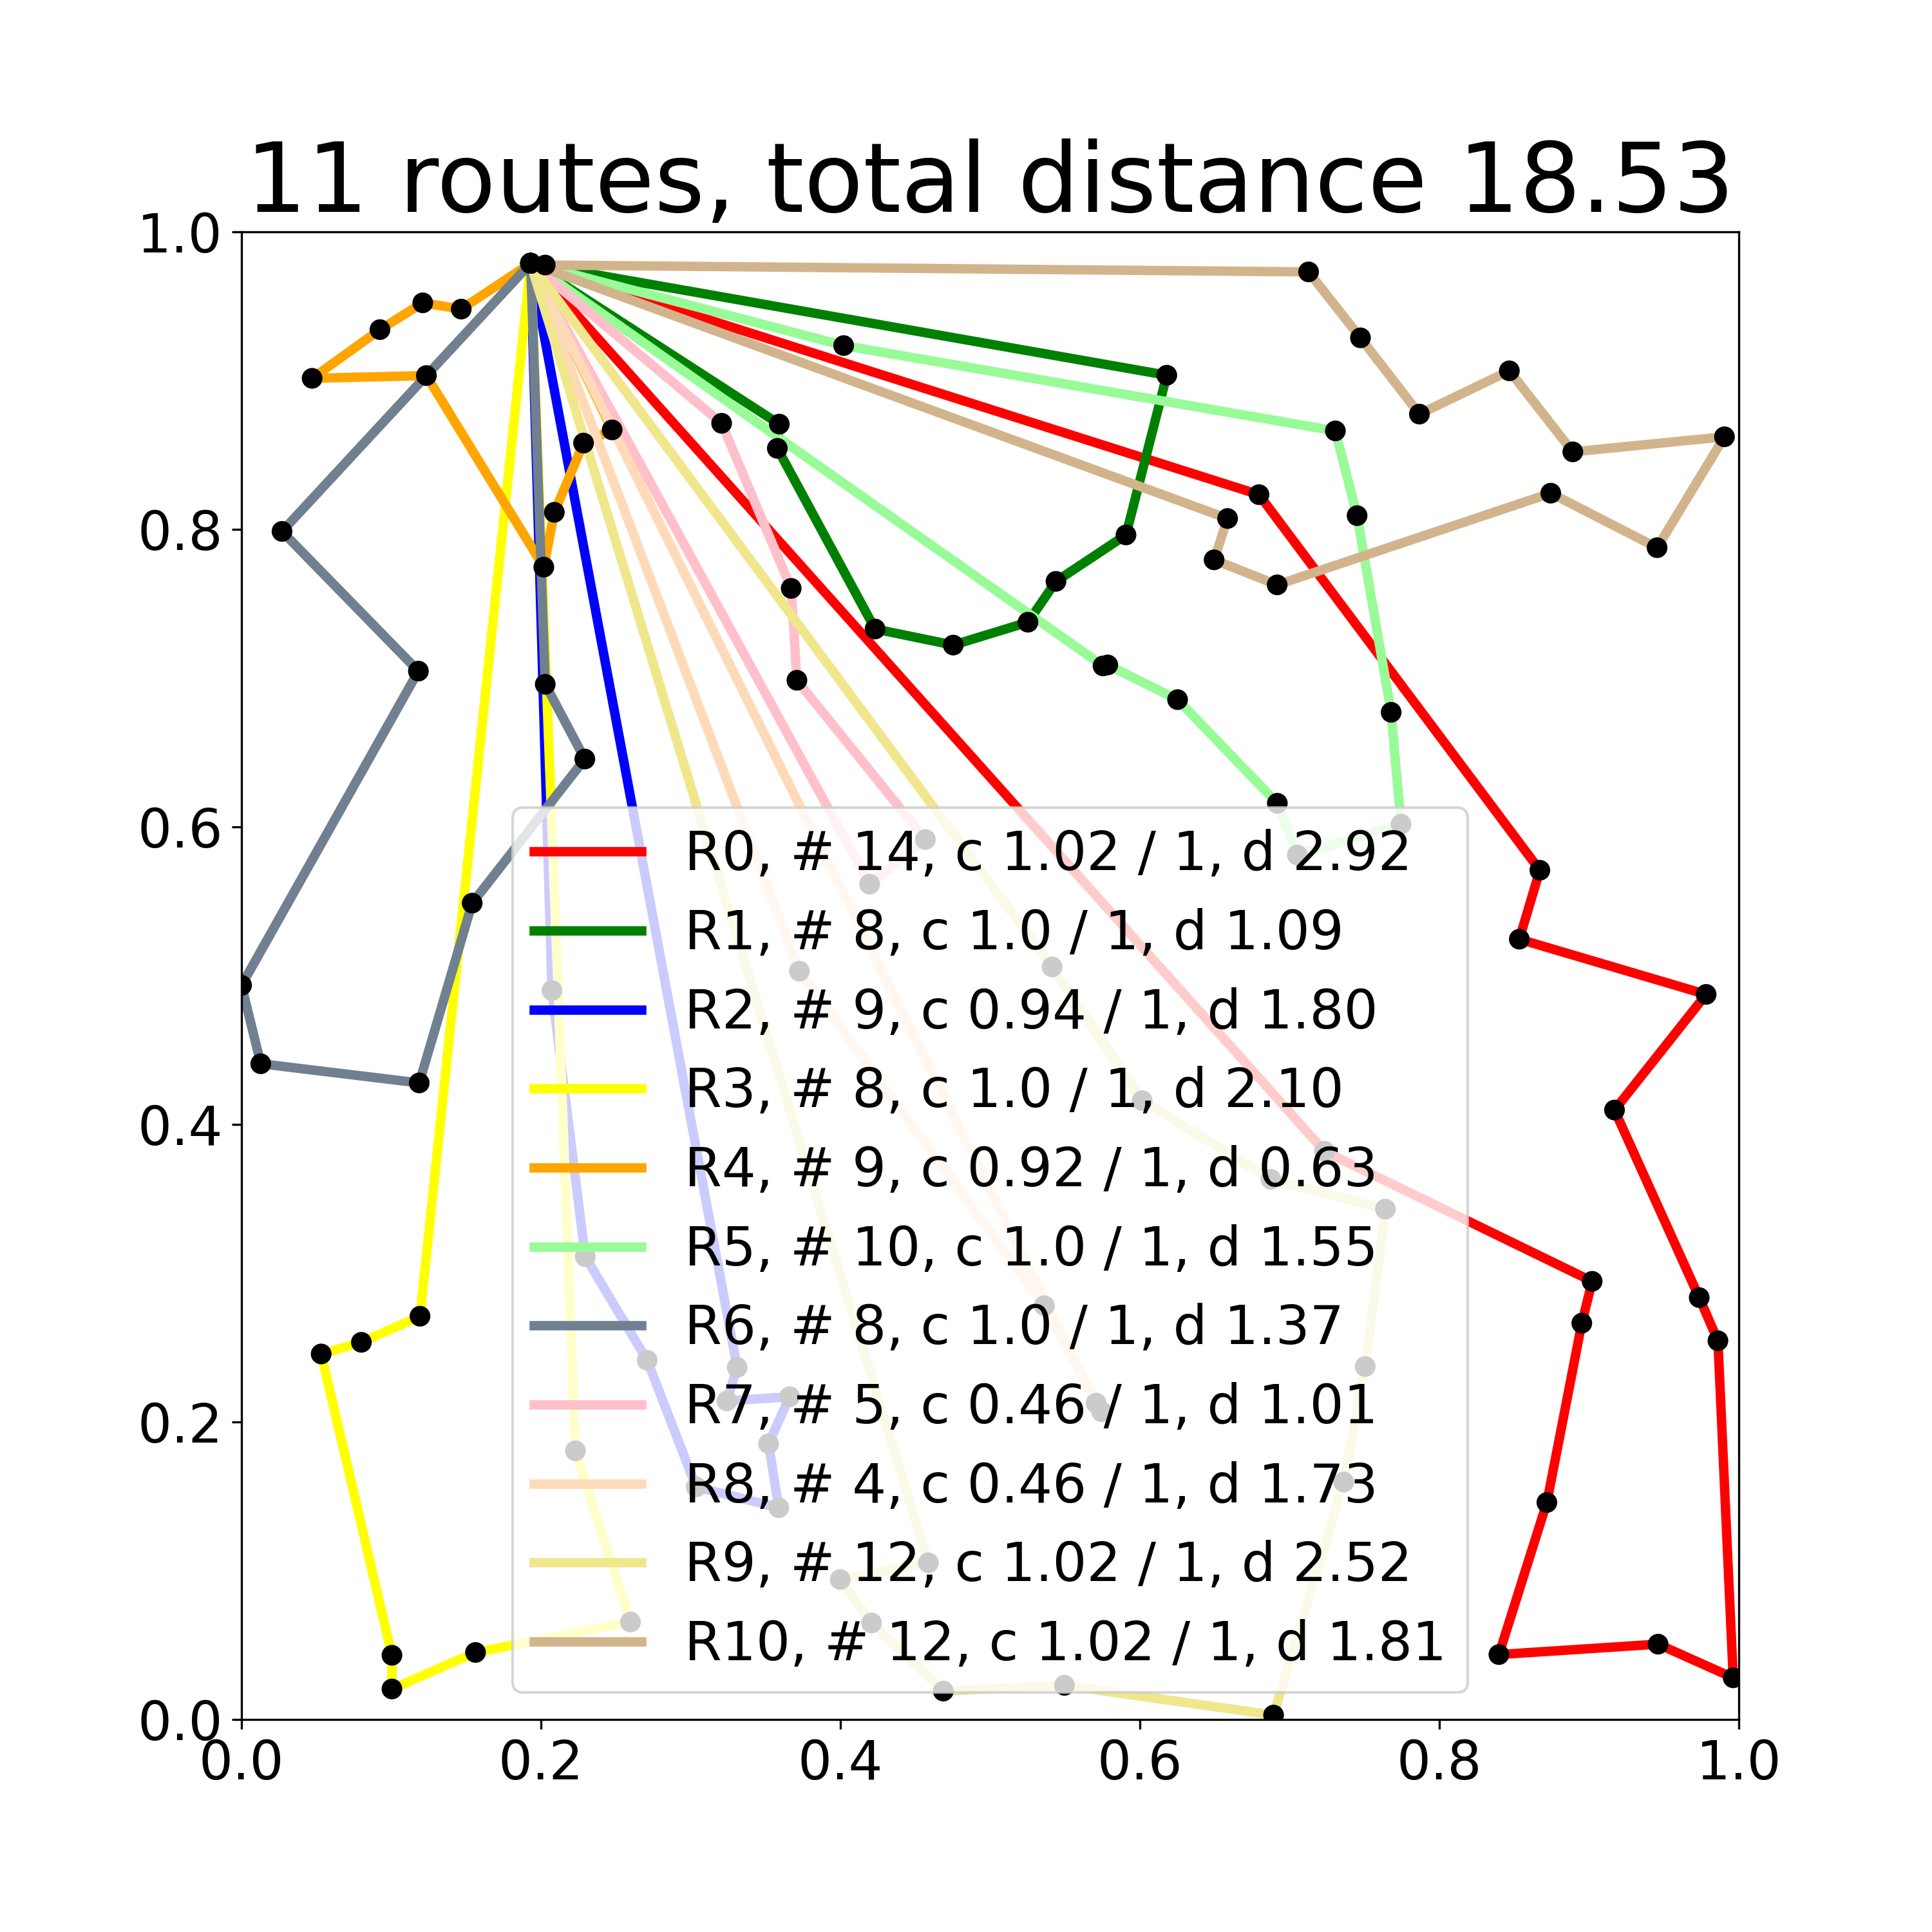 11 routes, total distance 18.53
1.0
0.8
0.6
0.4
0.2
0.0
R0, # 14, c 1.02 / 1, d 2.92
R1, # 8, c 1.0 / 1, d 1.09
R2, # 9, c 0.94 / 1, d 1.80
R3, # 8, c 1.0 / 1, d 2.10
R4, # 9, c 0.92 / 1, d 0.63
R5, # 10, c 1.0 / 1, d 1.55
R6, # 8, c 1.0 / 1, d 1.37
R7, # 5, c 0.46 / 1, d 1.01
R8, # 4, c 0.46 / 1, d 1.73
R9, # 12, c 1.02 / 1, d 2.52
R10, # 12, c 1.02 / 1, d 1.81
0.0 0.2 0.4 0.6 0.8 1.0